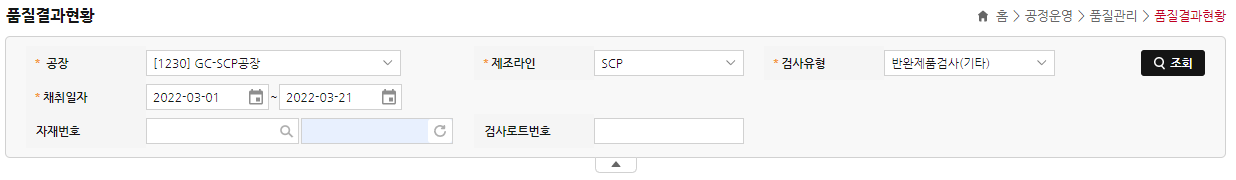 품질결과현황
홈 > 공정운영 > 품질관리 > 품질결과현황
* 공장 [1230] GC-SCP공장 * 제조라인 SCP * 검사유형 반완제품검사(기타) 조회
* 채취일자 2022-03-01 ~ 2022-03-21
자재번호 검사로트번호